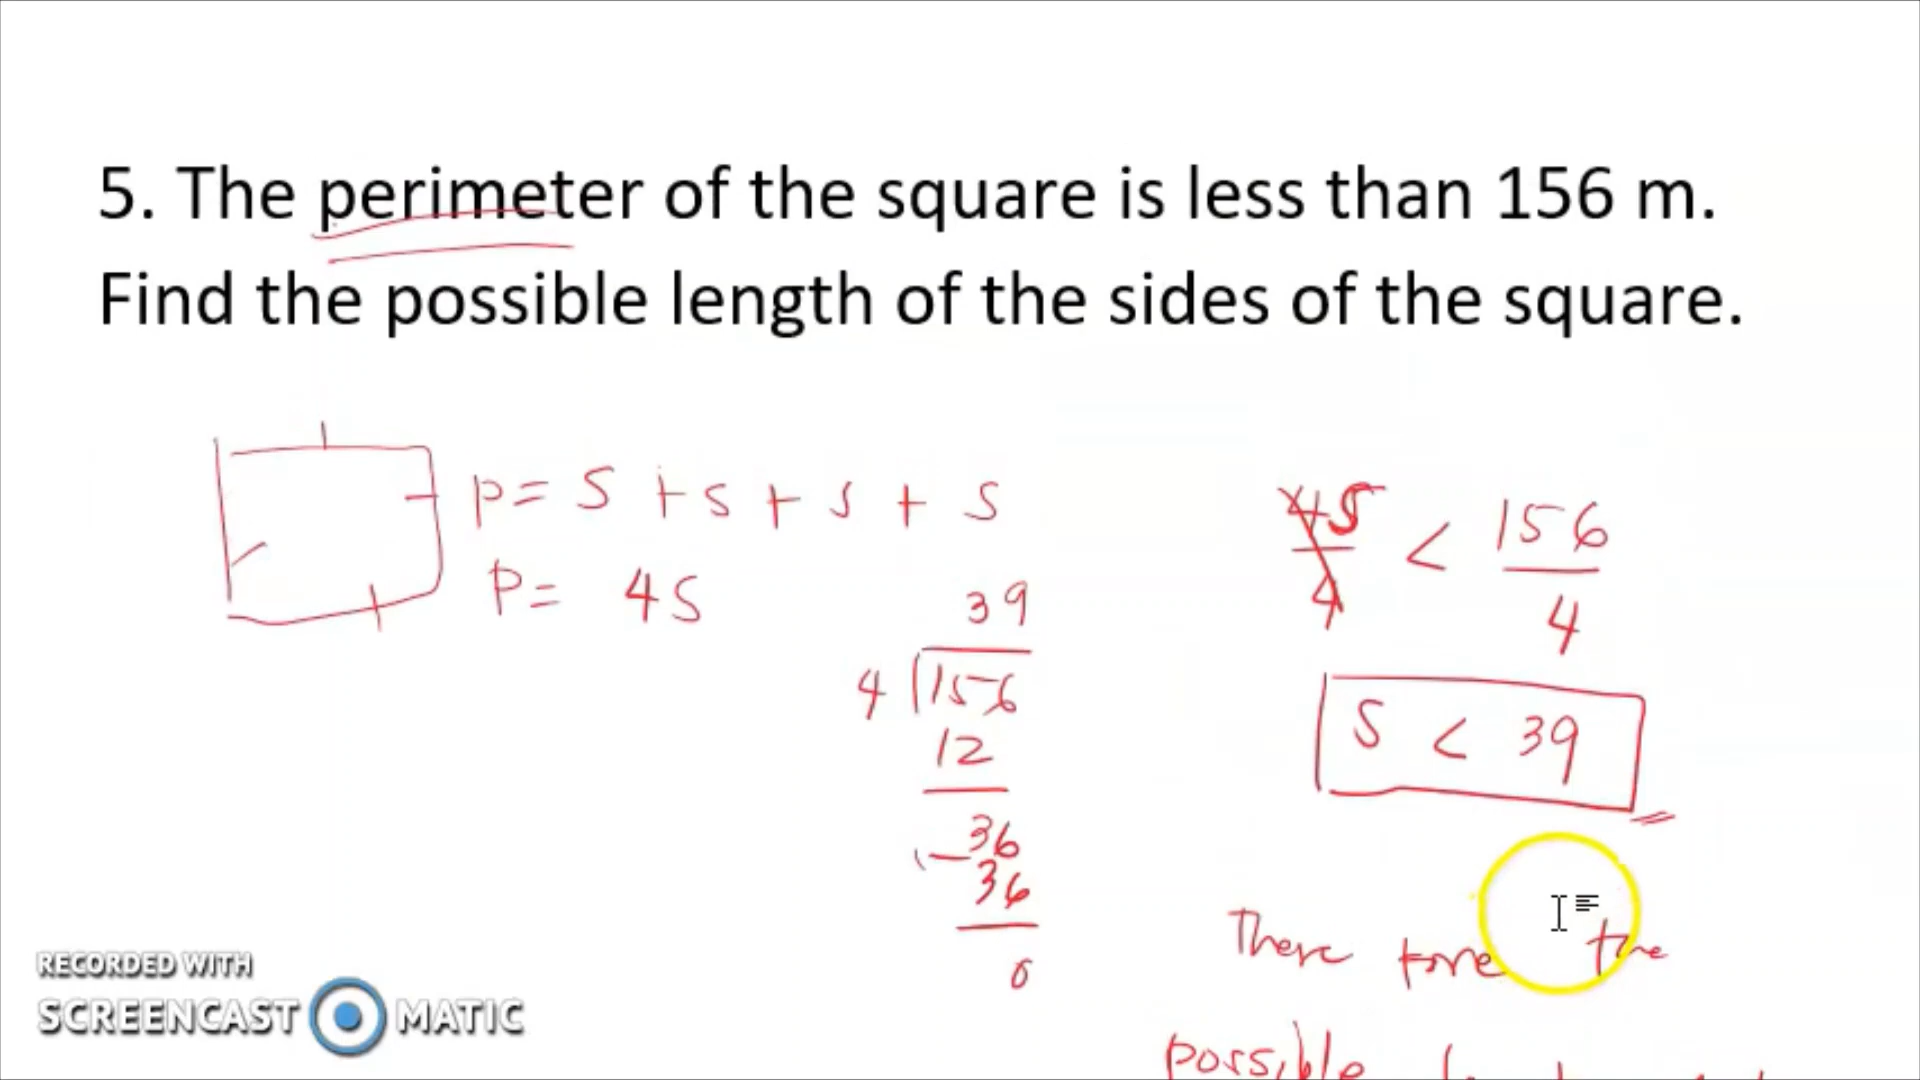 5. The perimeter of the square is less than 156 m.
Find the possible length of the sides of the square.
P = S + S + S + S
P = 4S
39
4 156
12
- 36
36
0
4S < 156
4 4
S < 39
There fore the
possible
RECORDED WITH
SCREENCAST MATIC